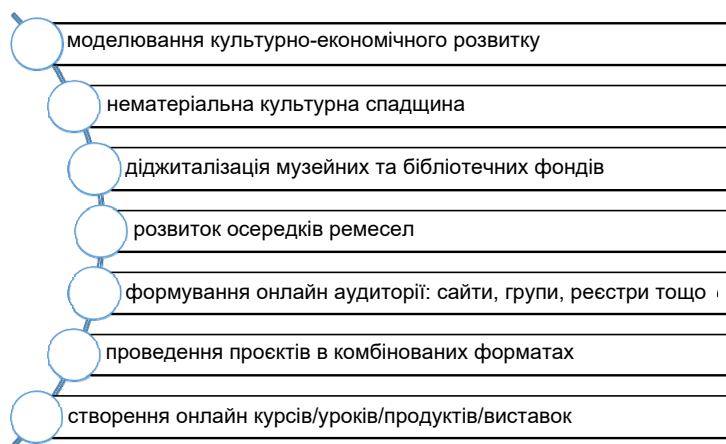 моделювання культурно-економічного розвитку
нематеріальна культурна спадщина
діджиталізація музейних та бібліотечних фондів
розвиток осередків ремесел
формування онлайн аудиторії: сайти, групи, реєстри тощо
проведення проєктів в комбінованих форматах
створення онлайн курсів/уроків/продуктів/виставок